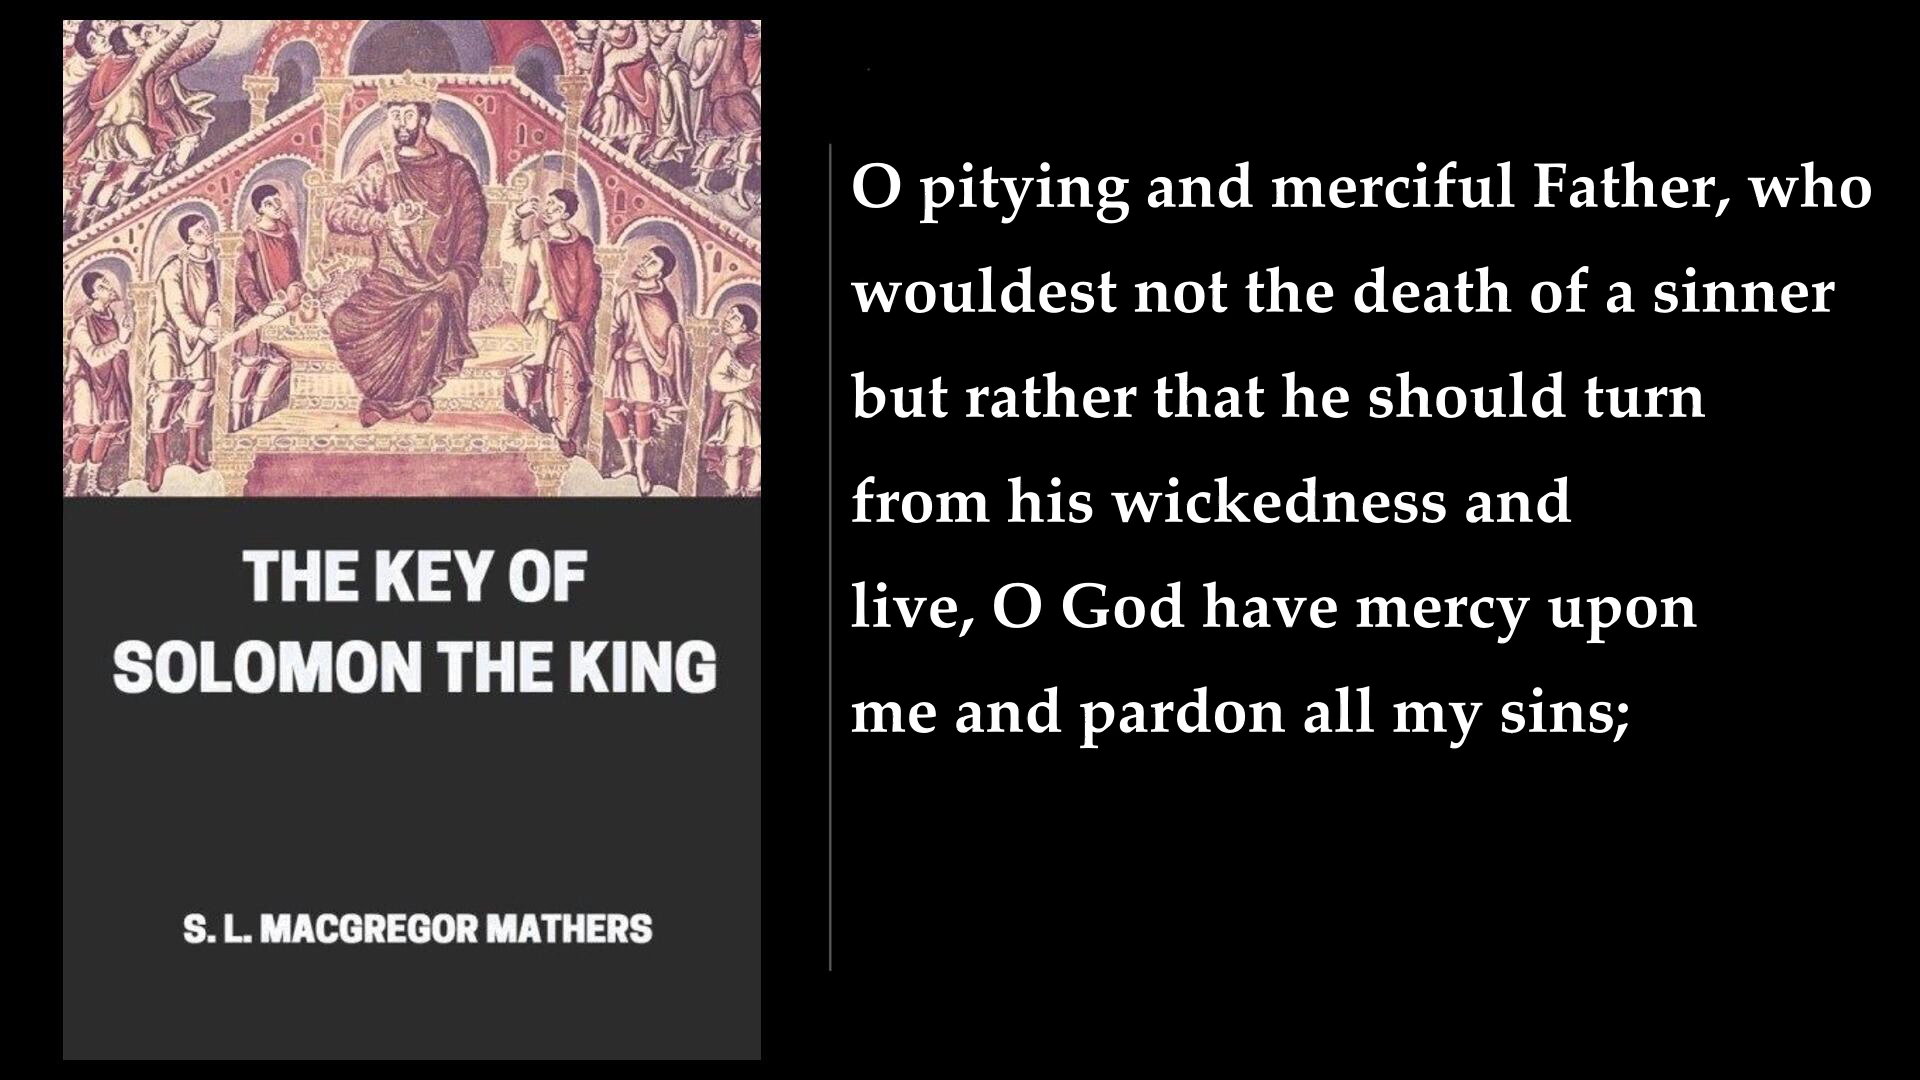 THE KEY OF
SOLOMON THE KING
S. L. MACGREGOR MATHERS
O pitying and merciful Father, who
wouldest not the death of a sinner
but rather that he should turn
from his wickedness and
live, O God have mercy upon
me and pardon all my sins;